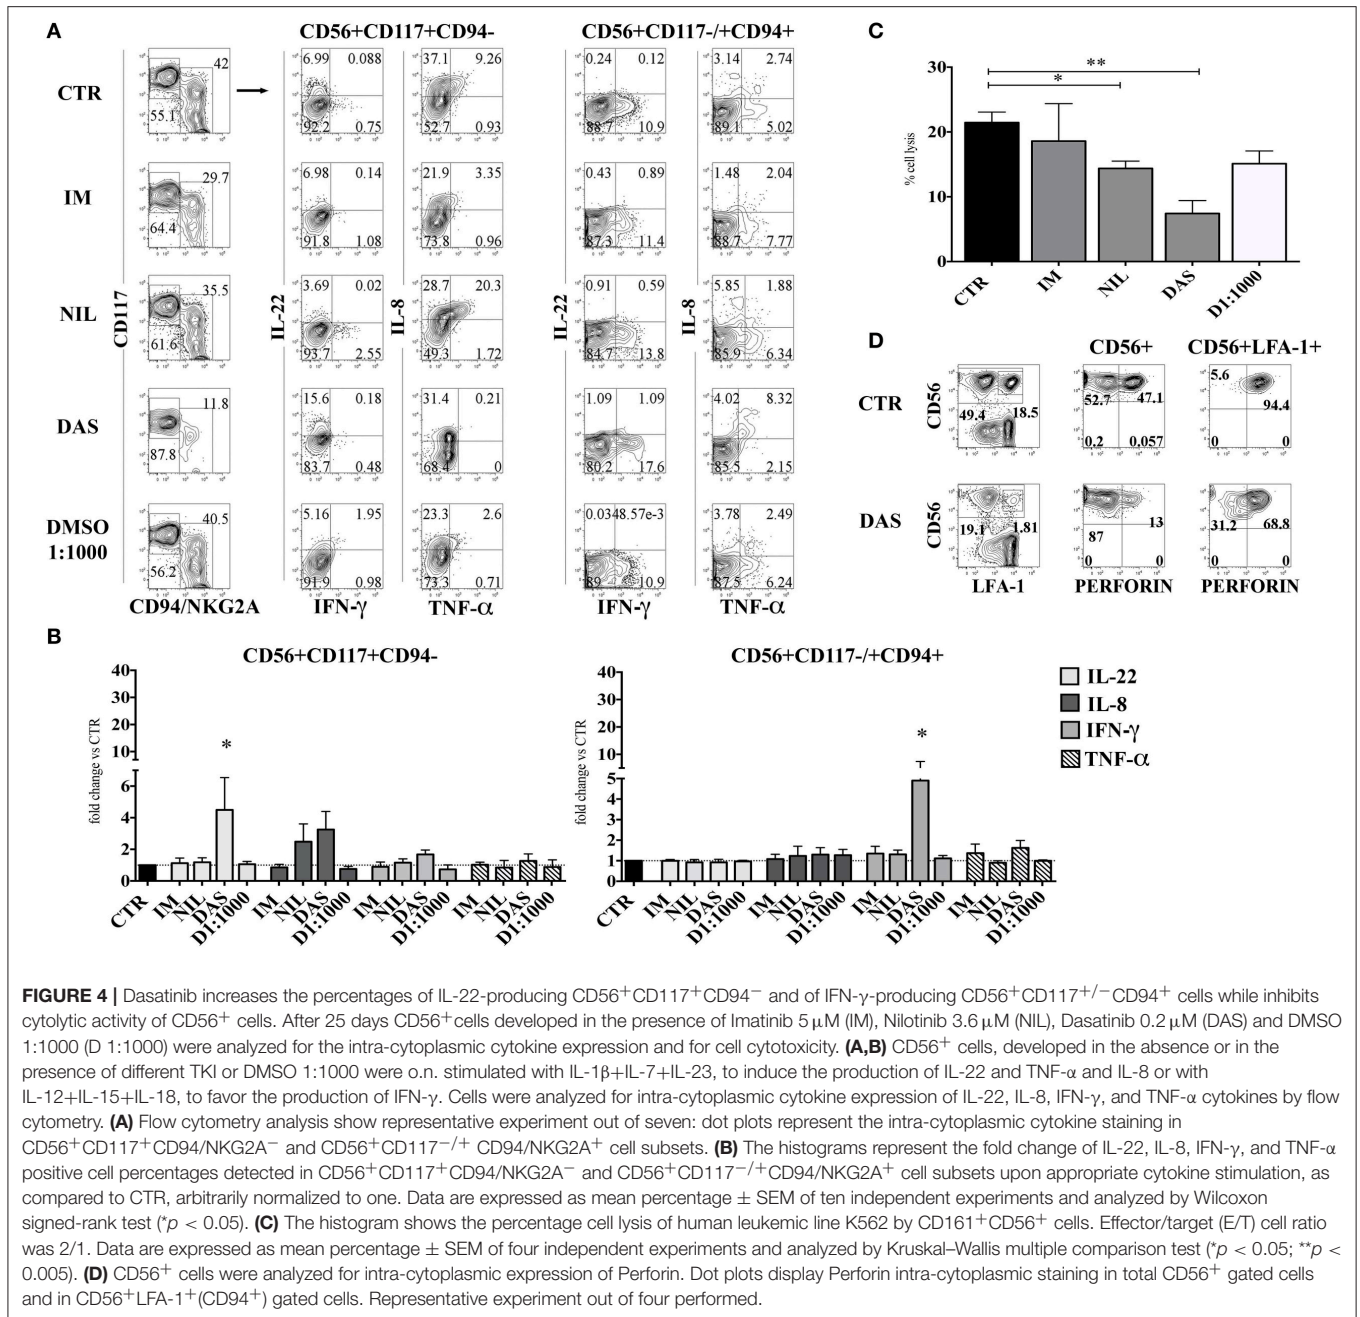 A
CD56+CD117+CD94-
CD56+CD117-/+CD94+
CTR
42
55.1
6.99 0.088
92.2 0.75
37.1 9.26
52.7 0.93
0.24 0.12
88.7 10.9
3.14 2.74
89.1 5.02
IM
29.7
64.4
6.98 0.14
91.8 1.08
21.9 3.35
73.8 0.96
0.43 0.89
87.3 11.4
1.48 2.04
88.7 7.77
CD117
IL-22
IL-8
IL-22
IL-8
NIL
35.5
61.6
3.69 0.02
93.7 2.55
28.7 20.3
49.3 1.72
0.91 0.59
84.7 13.8
5.85 1.88
85.9 6.34
DAS
11.8
87.8
15.6 0.18
83.7 0.48
31.4 0.21
68.4 0
1.09 1.09
80.2 17.6
4.02 8.32
85.5 2.15
DMSO
1:1000
40.5
56.2
5.16 1.95
91.9 0.98
23.3 2.6
73.3 0.71
0.0348.57e-3
89 10.9
3.78 2.49
87.5 6.24
CD94/NKG2A
IFN-γ
TNF-α
IFN-γ
TNF-α
C
% cell lysis
30
20
10
0
*
**
CTR
IM
NIL
DAS
D1:1000
D
CD56+
CD56+LFA-1+
CTR
CD56
49.4 18.5
52.7 47.1
0.2 0.057
5.6
94.4
0 0
DAS
CD56
19.1 1.81
87 13
0 0
31.2 68.8
0 0
LFA-1
PERFORIN
PERFORIN
B
CD56+CD117+CD94-
fold change vs CTR
40
30
20
10
6
4
2
0
*
CTR
IM
NIL
DAS
D1:1000
IM
NIL
DAS
D1:1000
IM
NIL
DAS
D1:1000
IM
NIL
DAS
D1:1000
CD56+CD117-/+CD94+
fold change vs CTR
40
30
20
10
5
4
3
2
1
0
*
CTR
IM
NIL
DAS
D1:1000
IM
NIL
DAS
D1:1000
IM
NIL
DAS
D1:1000
IM
NIL
DAS
D1:1000
IL-22
IL-8
IFN-γ
TNF-α
FIGURE 4 | Dasatinib increases the percentages of IL-22-producing CD56⁺CD117⁺CD94⁻ and of IFN-γ-producing CD56⁺CD117⁺/⁻CD94⁺ cells while inhibits
cytolytic activity of CD56⁺ cells. After 25 days CD56⁺cells developed in the presence of Imatinib 5 μM (IM), Nilotinib 3.6 μM (NIL), Dasatinib 0.2 μM (DAS) and DMSO
1:1000 (D 1:1000) were analyzed for the intra-cytoplasmic cytokine expression and for cell cytotoxicity. (A,B) CD56⁺ cells, developed in the absence or in the
presence of different TKI or DMSO 1:1000 were o.n. stimulated with IL-1β+IL-7+IL-23, to induce the production of IL-22 and TNF-α and IL-8 or with
IL-12+IL-15+IL-18, to favor the production of IFN-γ. Cells were analyzed for intra-cytoplasmic cytokine expression of IL-22, IL-8, IFN-γ, and TNF-α cytokines by flow
cytometry. (A) Flow cytometry analysis show representative experiment out of seven: dot plots represent the intra-cytoplasmic cytokine staining in
CD56⁺CD117⁺CD94/NKG2A⁻ and CD56⁺CD117⁻/⁺ CD94/NKG2A⁺ cell subsets. (B) The histograms represent the fold change of IL-22, IL-8, IFN-γ, and TNF-α
positive cell percentages detected in CD56⁺CD117⁺CD94/NKG2A⁻ and CD56⁺CD117⁻/⁺CD94/NKG2A⁺ cell subsets upon appropriate cytokine stimulation, as
compared to CTR, arbitrarily normalized to one. Data are expressed as mean percentage ± SEM of ten independent experiments and analyzed by Wilcoxon
signed-rank test (*p < 0.05). (C) The histogram shows the percentage cell lysis of human leukemic line K562 by CD161⁺CD56⁺ cells. Effector/target (E/T) cell ratio
was 2/1. Data are expressed as mean percentage ± SEM of four independent experiments and analyzed by Kruskal–Wallis multiple comparison test (*p < 0.05; **p <
0.005). (D) CD56⁺ cells were analyzed for intra-cytoplasmic expression of Perforin. Dot plots display Perforin intra-cytoplasmic staining in total CD56⁺ gated cells
and in CD56⁺LFA-1⁺(CD94⁺) gated cells. Representative experiment out of four performed.